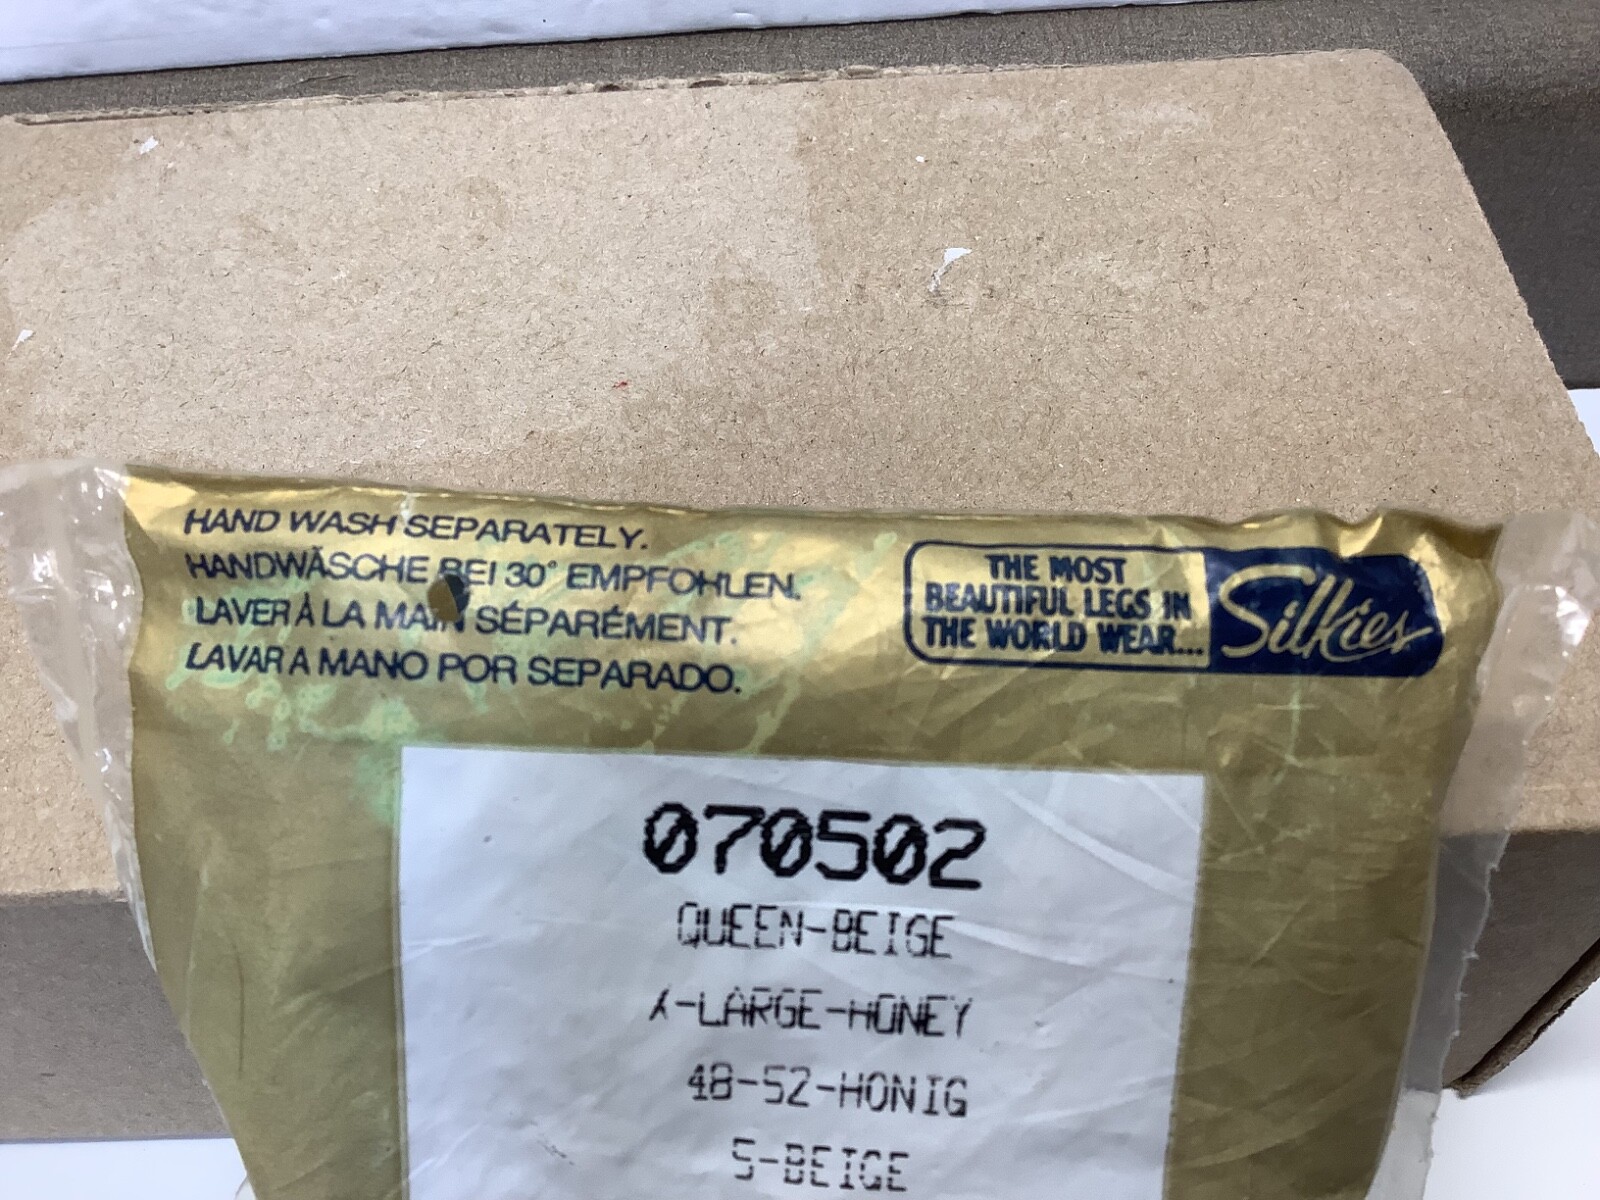 HAND WASH SEPARATELY.
HANDWÄSCHE BEI 30° EMPFOHLEN.
LAVER À LA MAIN SÉPARÉMENT.
LAVAR A MANO POR SEPARADO.
THE MOST
BEAUTIFUL LEGS IN
THE WORLD WEAR...
Silkies
070502
QUEEN-BEIGE
X-LARGE-HONEY
48-52-HONIG
5-BEIGE